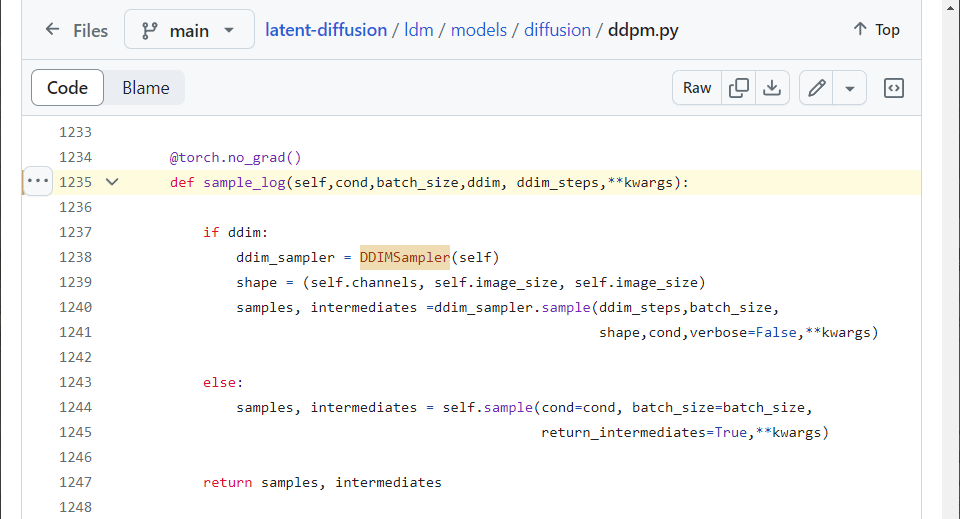 Files main latent-diffusion / ldm / models / diffusion / ddpm.py Top
Code Blame Raw
1233
1234 @torch.no_grad()
1235 def sample_log(self,cond,batch_size,ddim, ddim_steps,**kwargs):
1236
1237 if ddim:
1238 ddim_sampler = DDIMSampler(self)
1239 shape = (self.channels, self.image_size, self.image_size)
1240 samples, intermediates =ddim_sampler.sample(ddim_steps,batch_size,
1241 shape,cond,verbose=False,**kwargs)
1242
1243 else:
1244 samples, intermediates = self.sample(cond=cond, batch_size=batch_size,
1245 return_intermediates=True,**kwargs)
1246
1247 return samples, intermediates
1248